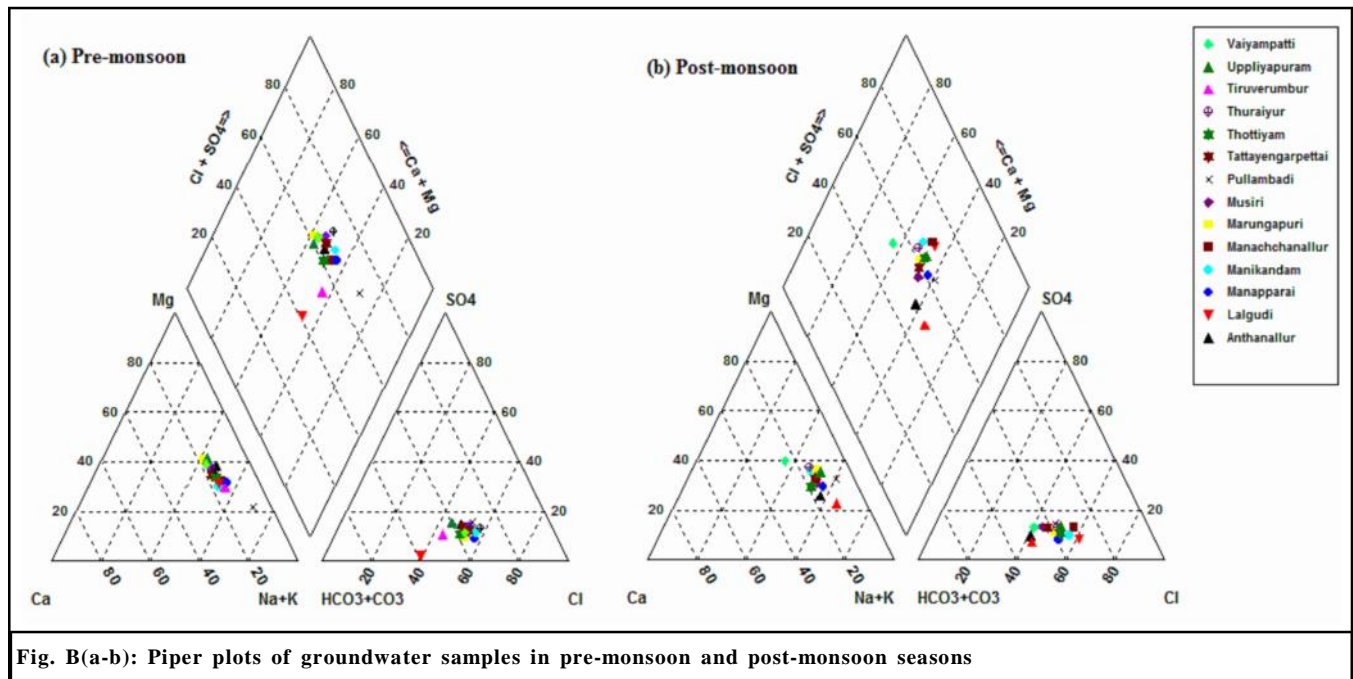 (a) Pre-monsoon
80
80
60
60
Cl + SO4=>
<=Ca + Mg
40
40
20
20
Mg
SO4
80
80
60
60
40
40
20
20
80
60
40
20
20
40
60
80
Ca
Na+K
HCO3+CO3
Cl
(b) Post-monsoon
80
80
60
60
Cl + SO4=>
<=Ca + Mg
40
40
20
20
Mg
SO4
80
80
60
60
40
40
20
20
80
60
40
20
20
40
60
80
Ca
Na+K
HCO3+CO3
Cl
Vaiyampatti
Uppliyapuram
Tiruverumbur
Thuraiyur
Thottiyam
Tattayengarpettai
Pullambadi
Musiri
Marungapuri
Manachchanallur
Manikandam
Manapparai
Lalgudi
Anthanallur
Fig. B(a-b): Piper plots of groundwater samples in pre-monsoon and post-monsoon seasons